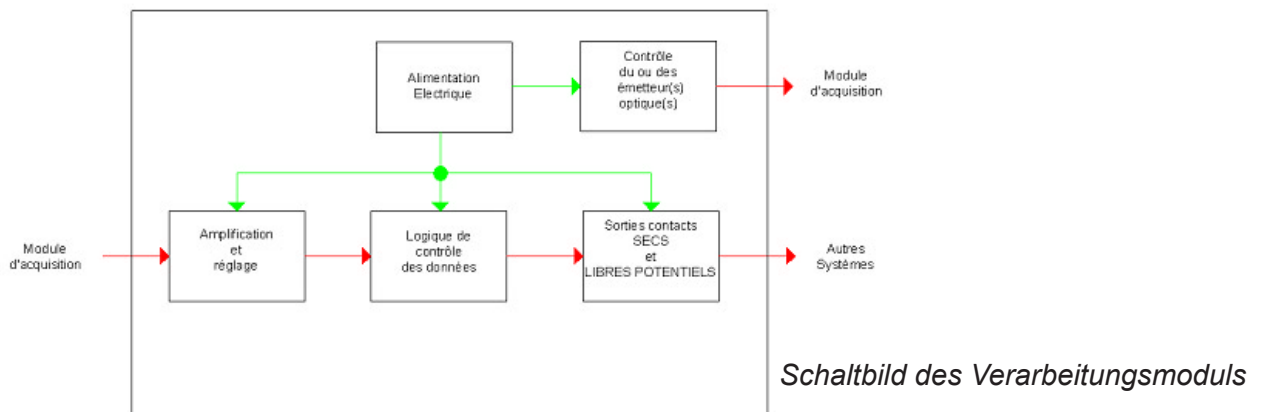 Alimentation
Electrique
Contrôle
du ou des
émetteur(s)
optique(s)
Module
d'acquisition
Module
d'acquisition
Amplification
et
réglage
Logique de
contrôle
des données
Sorties contacts
SECS
et
LIBRES POTENTIELS
Autres
Systèmes
Schaltbild des Verarbeitungsmoduls